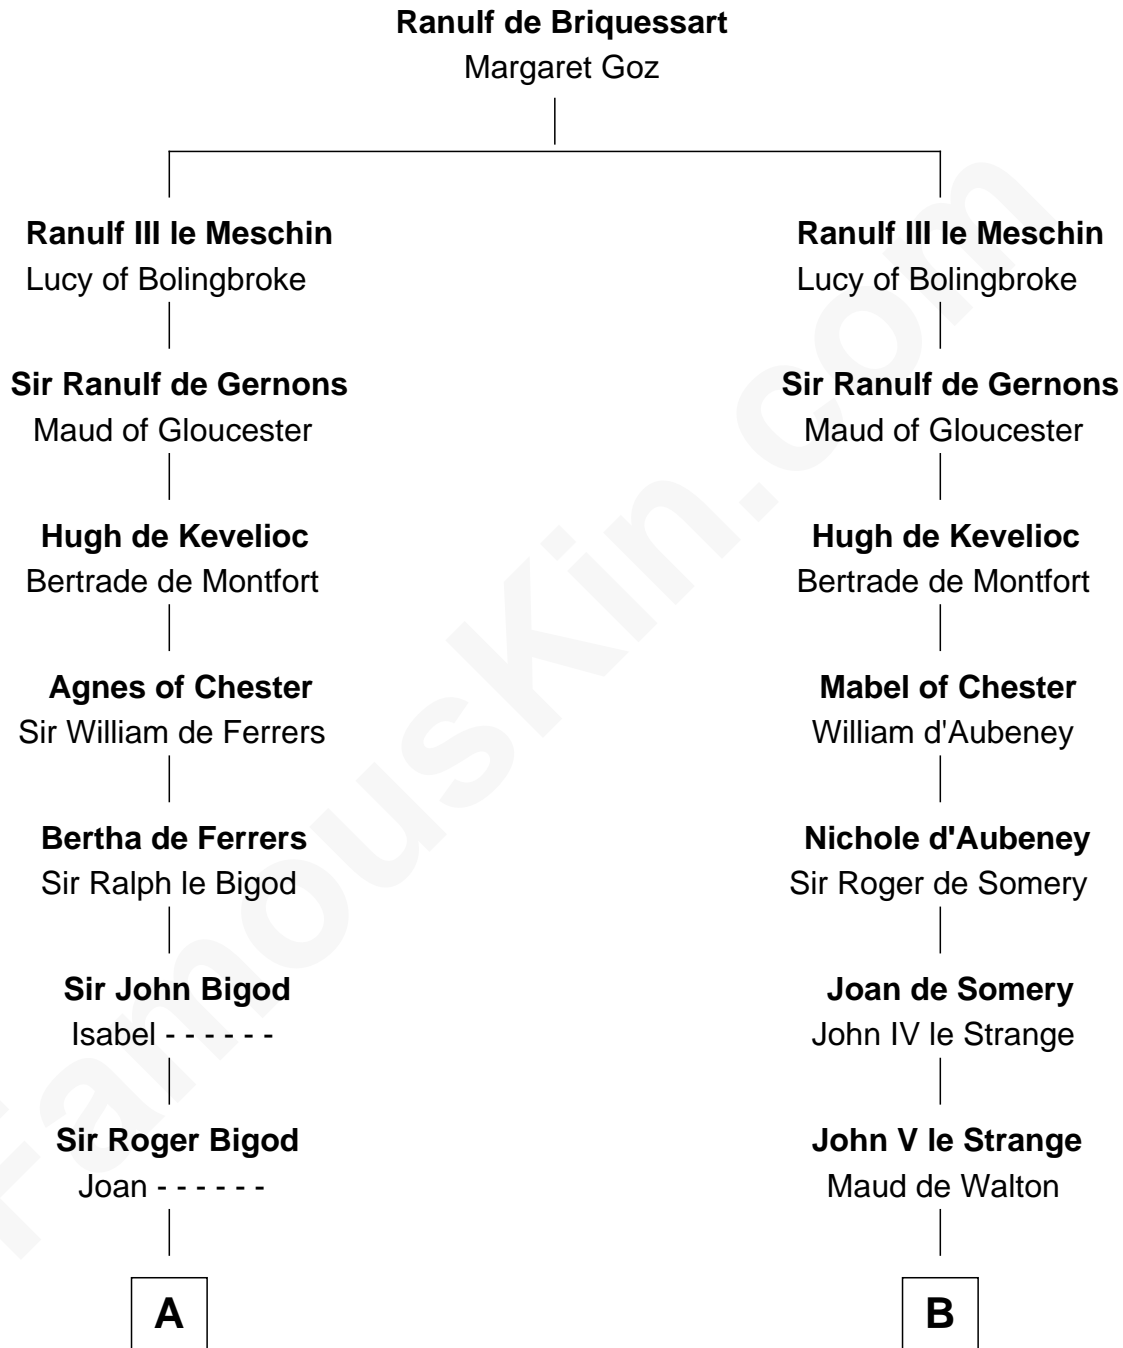 Ranulf de Briquessart
Margaret Goz
Ranulf III le Meschin
Lucy of Bolingbroke
Sir Ranulf de Gernons
Maud of Gloucester
Hugh de Kevelioc
Bertrade de Montfort
Agnes of Chester
Sir William de Ferrers
Bertha de Ferrers
Sir Ralph le Bigod
Sir John Bigod
Isabel - - - - - -
Sir Roger Bigod
Joan - - - - - -
A
Ranulf III le Meschin
Lucy of Bolingbroke
Sir Ranulf de Gernons
Maud of Gloucester
Hugh de Kevelioc
Bertrade de Montfort
Mabel of Chester
William d'Aubeney
Nichole d'Aubeney
Sir Roger de Somery
Joan de Somery
John IV le Strange
John V le Strange
Maud de Walton
B
FamousKin.com